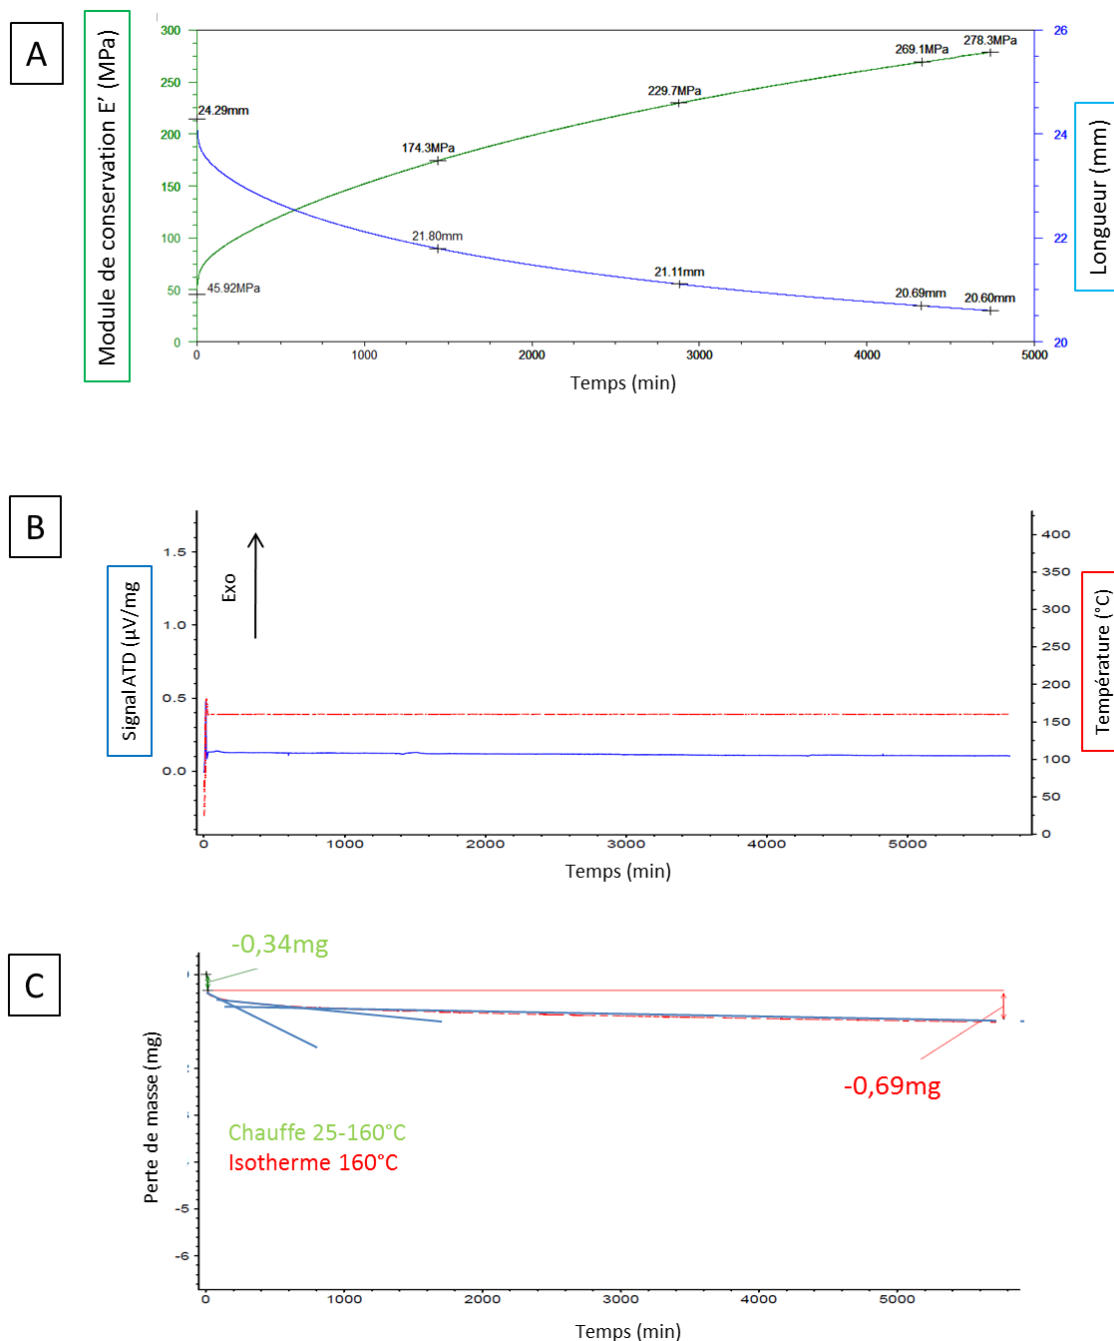 A
Module de conservation E' (MPa)
300
250
200
150
100
50
0
24.29mm
45.92MPa
174.3MPa
21.80mm
229.7MPa
21.11mm
269.1MPa
20.69mm
278.3MPa
20.60mm
26
24
22
20
Longueur (mm)
0
1000
2000
3000
4000
5000
Temps (min)
B
Signal ATD (µV/mg
1.5
1.0
0.5
0.0
Exo
400
350
300
250
200
150
100
50
0
Température (°C)
0
1000
2000
3000
4000
5000
Temps (min)
C
Perte de masse (mg)
-0,34mg
-0,69mg
Chauffe 25-160°C
Isotherme 160°C
-5
-6
0
1000
2000
3000
4000
5000
Temps (min)